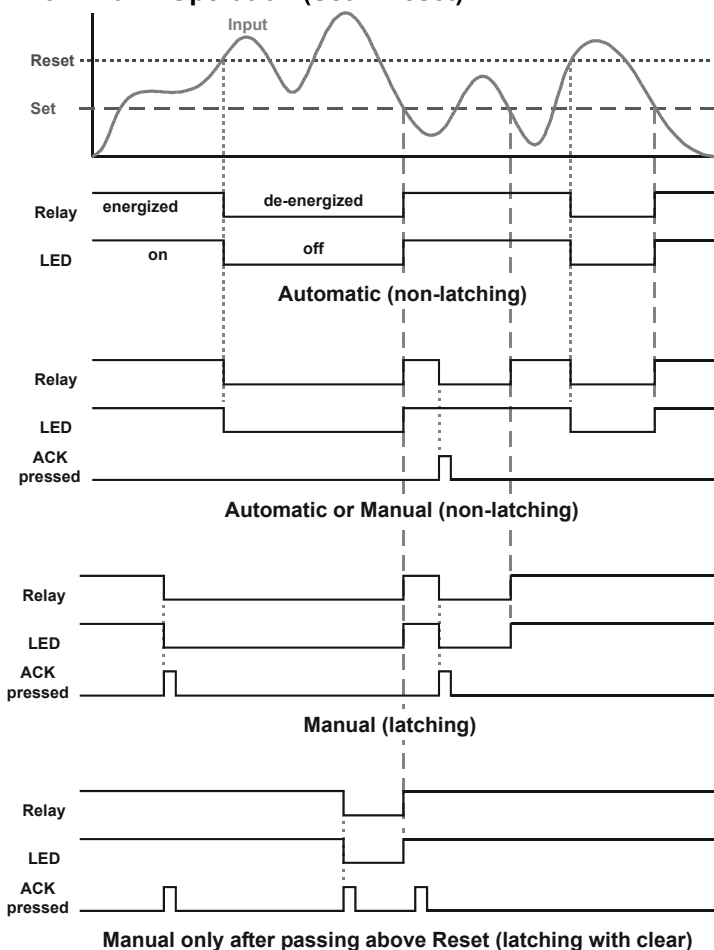 Operation
Input
Reset
Set
Relay
energized
de-energized
LED
on
off
Automatic (non-latching)
Relay
LED
ACK
pressed
Automatic or Manual (non-latching)
Relay
LED
ACK
pressed
Manual (latching)
Relay
LED
ACK
pressed
Manual only after passing above Reset (latching with clear)